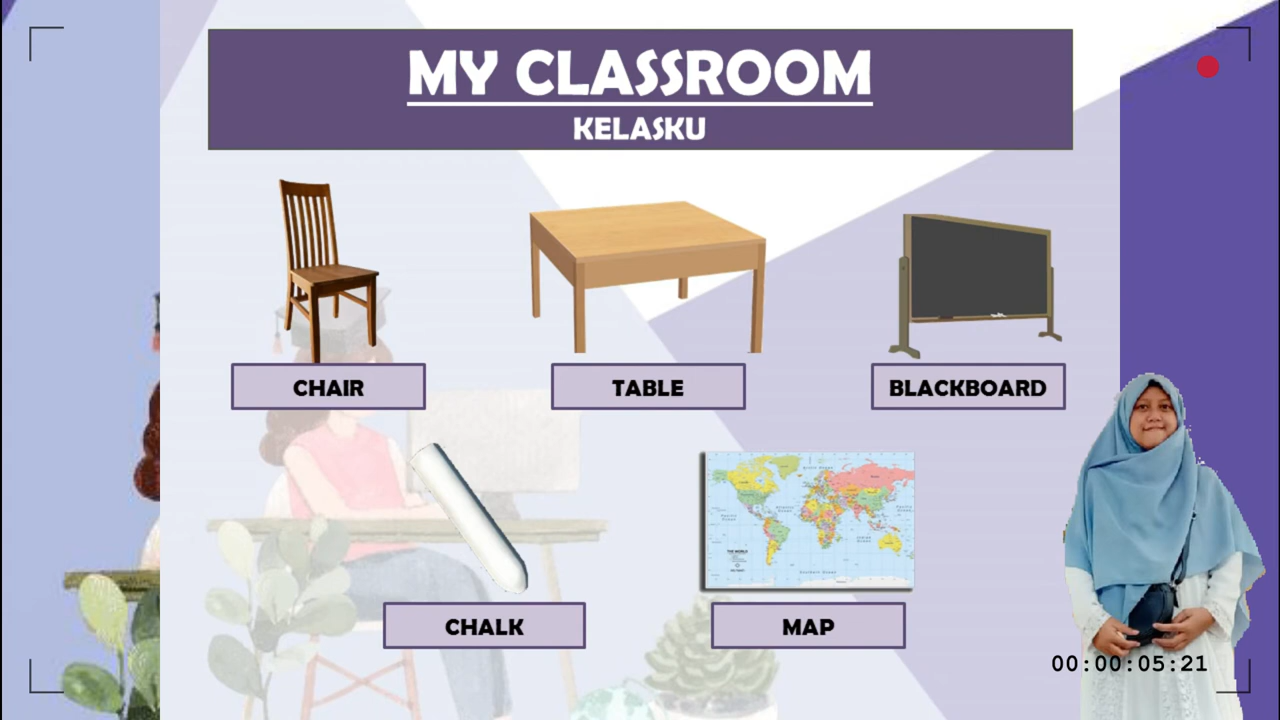 MY CLASSROOM
KELASKU
CHAIR
TABLE
BLACKBOARD
CHALK
MAP
00:00:05:21